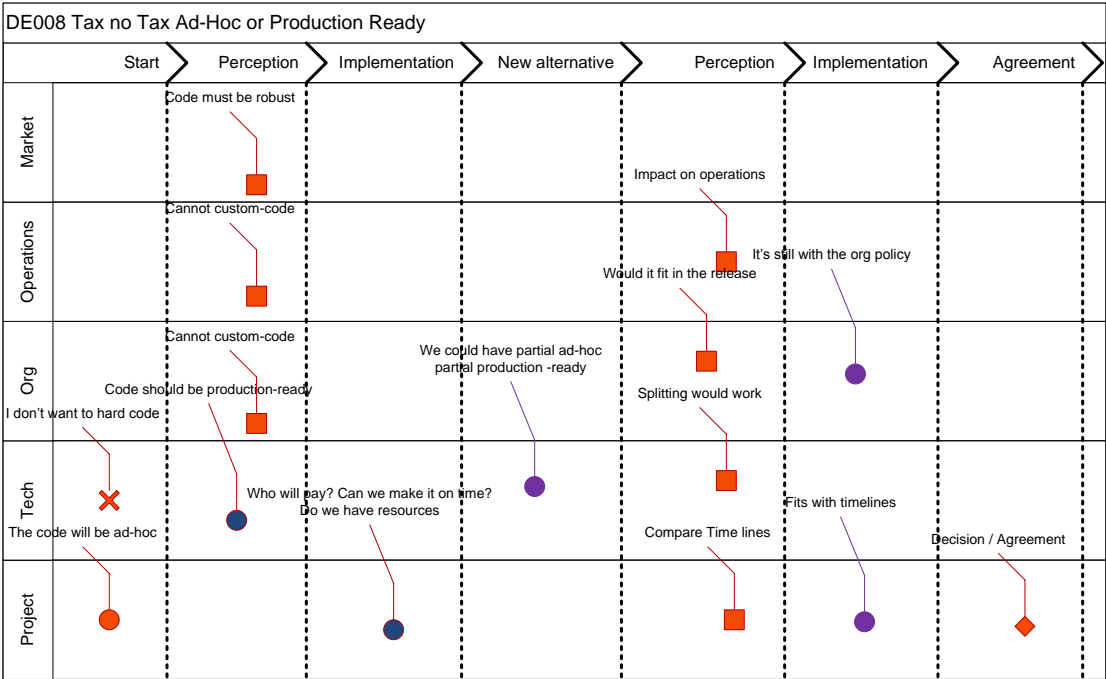 DE008 Tax no Tax Ad-Hoc or Production Ready
Start
Perception
Implementation
New alternative
Perception
Implementation
Agreement
Market
Code must be robust
Impact on operations
Operations
Cannot custom-code
It's still with the org policy
Would it fit in the release
Org
Cannot custom-code
We could have partial ad-hoc
partial production -ready
Code should be production-ready
Splitting would work
I don't want to hard code
Tech
Who will pay? Can we make it on time?
Do we have resources
Fits with timelines
The code will be ad-hoc
Compare Time lines
Decision / Agreement
Project